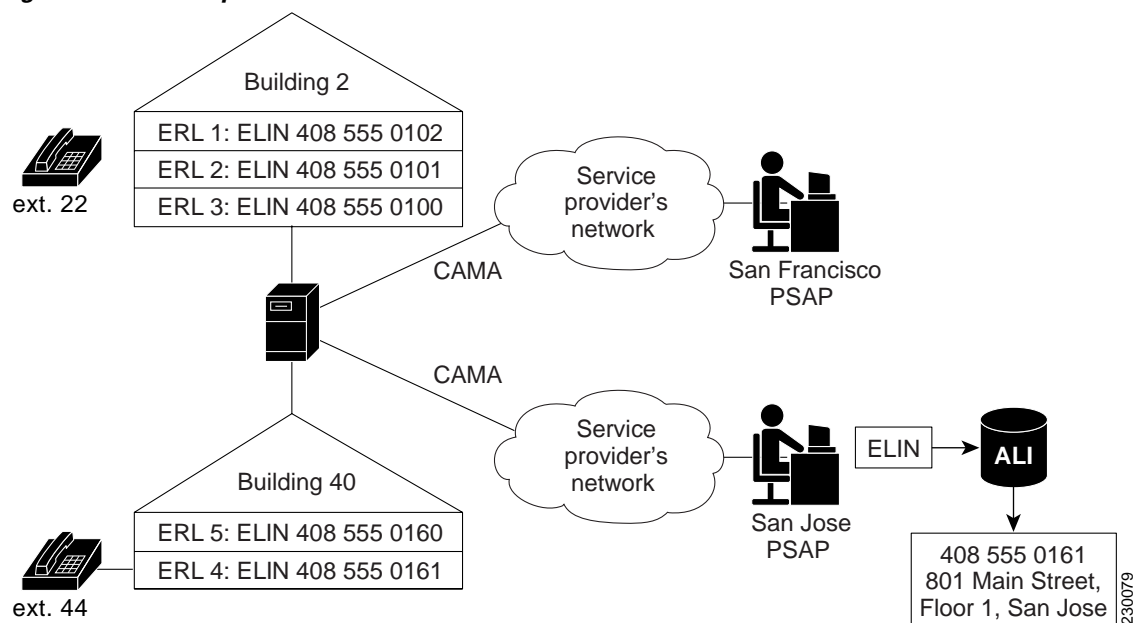 Building 2
ERL 1: ELIN 408 555 0102
ERL 2: ELIN 408 555 0101
ERL 3: ELIN 408 555 0100
ext. 22
CAMA
Service
provider's
network
San Francisco
PSAP
CAMA
Service
provider's
network
San Jose
PSAP
ELIN
ALI
408 555 0161
801 Main Street,
Floor 1, San Jose
Building 40
ERL 5: ELIN 408 555 0160
ERL 4: ELIN 408 555 0161
ext. 44
230079